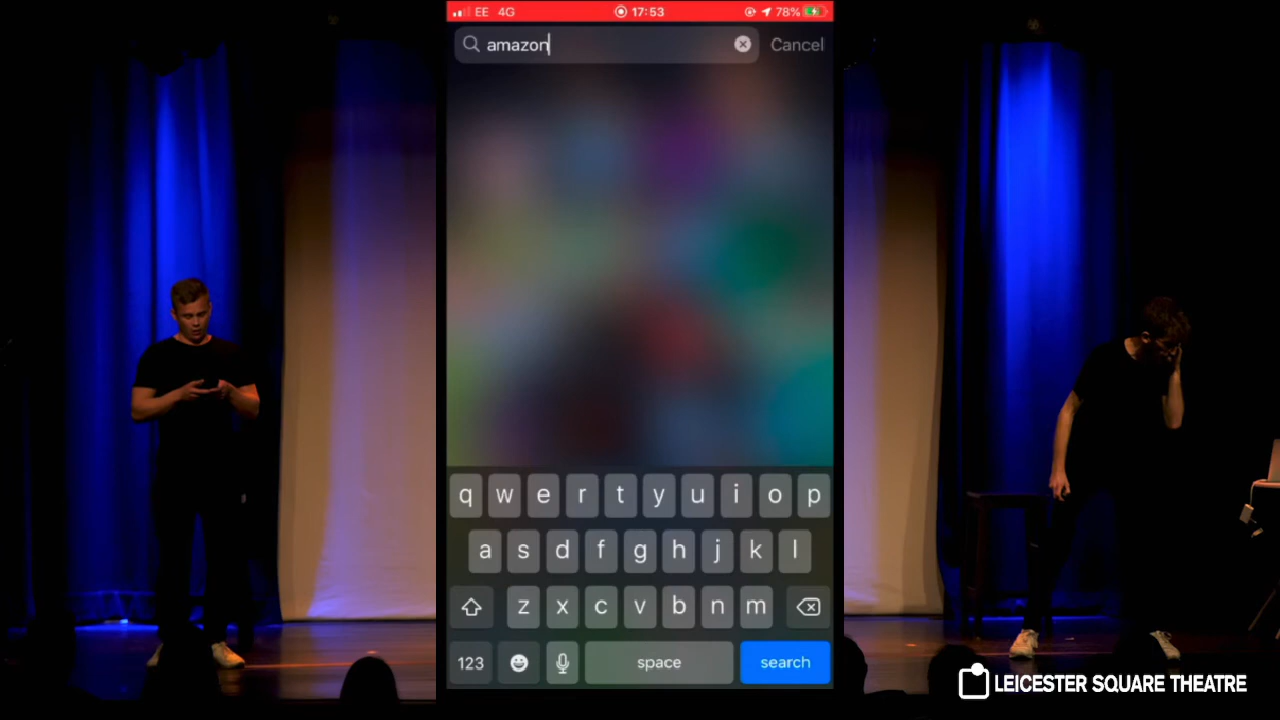 EE 4G 17:53 78%
amazon Cancel
q w e r t y u i o p
a s d f g h j k l
z x c v b n m
123 space search
LEICESTER SQUARE THEATRE